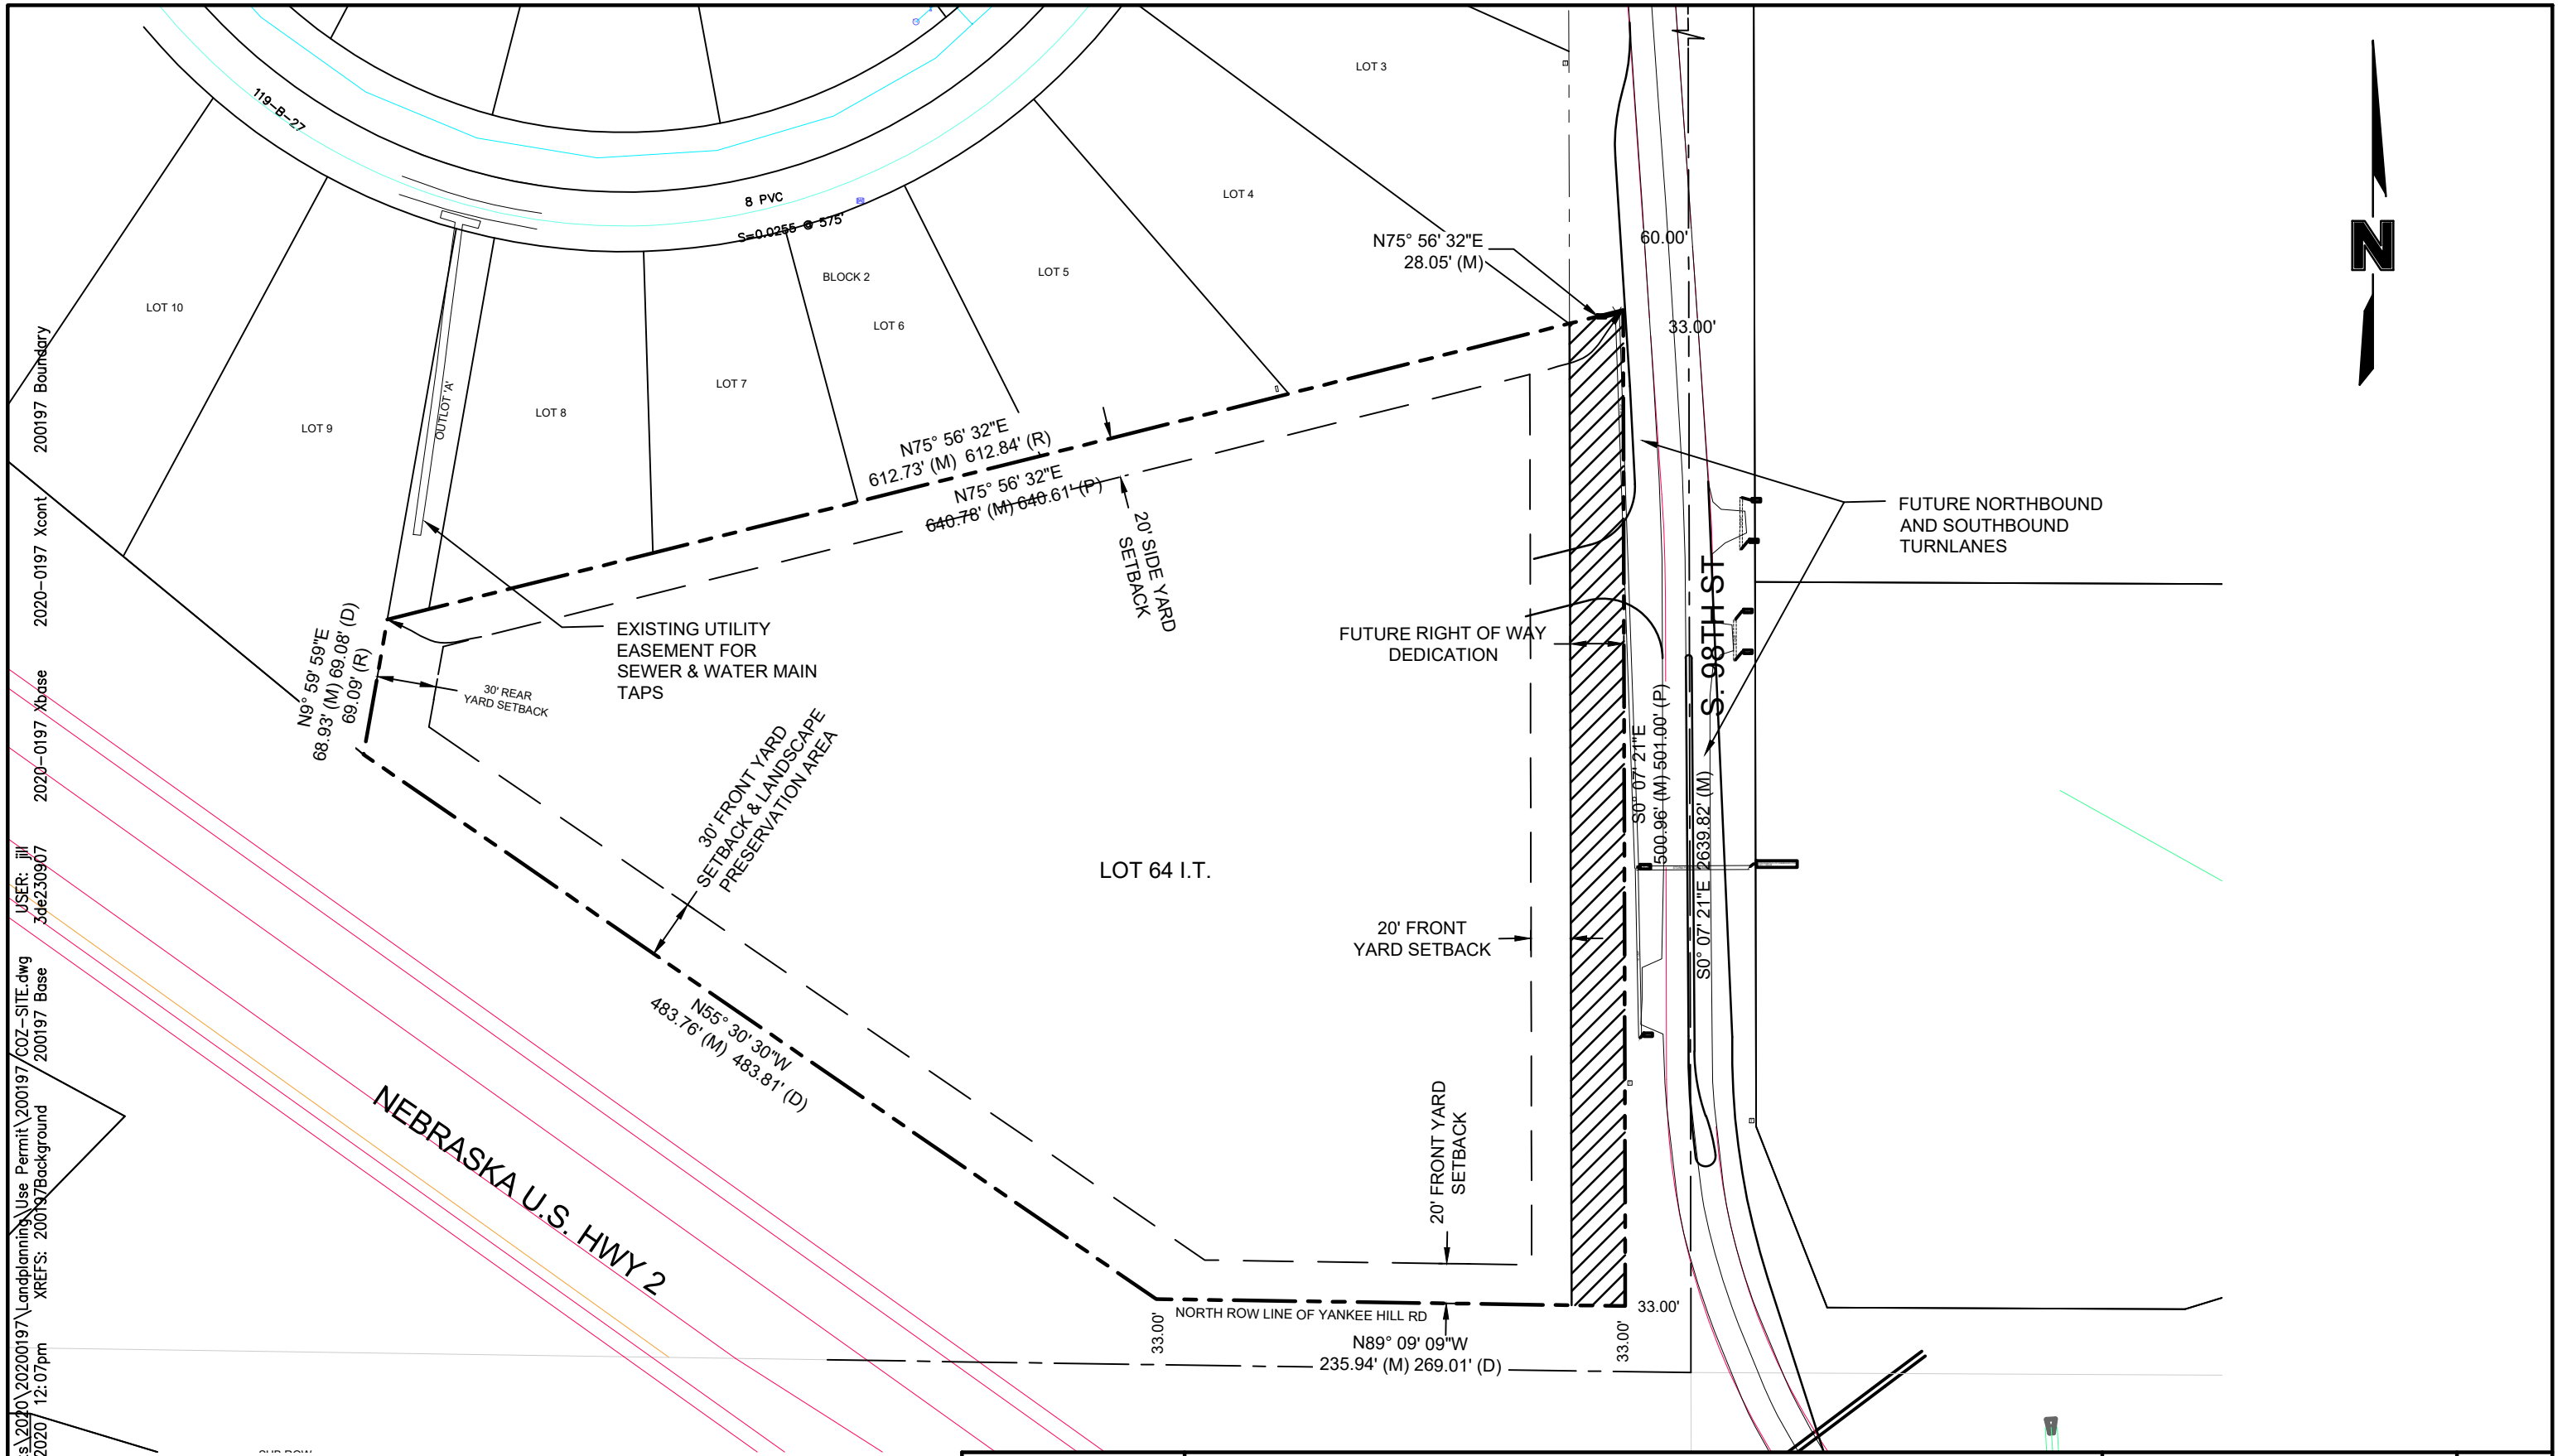 LOT 3
119-B-27
LOT 4
8 PVC
S=0.0255 @ 575'
N75° 56' 32"E
28.05' (M)
60.00'
N
BLOCK 2
LOT 5
LOT 10
LOT 6
33.00'
LOT 7
OUTLOT 'A'
LOT 8
LOT 9
N75° 56' 32"E
612.73' (M) 612.84' (R)
N75° 56' 32"E
640.78' (M) 640.61' (P)
20' SIDE YARD
SETBACK
FUTURE NORTHBOUND
AND SOUTHBOUND
TURNLANES
S. 98TH ST
N9° 59' 59"E
68.93' (M) 69.08' (D)
69.09' (R)
EXISTING UTILITY
EASEMENT FOR
SEWER & WATER MAIN
TAPS
FUTURE RIGHT OF WAY
DEDICATION
30' REAR
YARD SETBACK
30' FRONT YARD
SETBACK & LANDSCAPE
PRESERVATION AREA
S0° 07' 21"E
500.96' (M) 501.00' (P)
S0° 07' 21"E 2639.82' (M)
LOT 64 I.T.
20' FRONT
YARD SETBACK
N55° 30' 30"W
483.76' (M) 483.81' (D)
NEBRASKA U.S. HWY 2
20' FRONT YARD
SETBACK
NORTH ROW LINE OF YANKEE HILL RD
33.00'
33.00'
33.00'
N89° 09' 09"W
235.94' (M) 269.01' (D)
s\2020\20200197\Landplanning\Use Permit\200197\COZ-SITE.dwg USER: jill
2020 12:07pm XREFS: 200197Background 200197 Base 3de230907 2020-0197 Xbase 2020-0197 Xcont 200197 Boundary